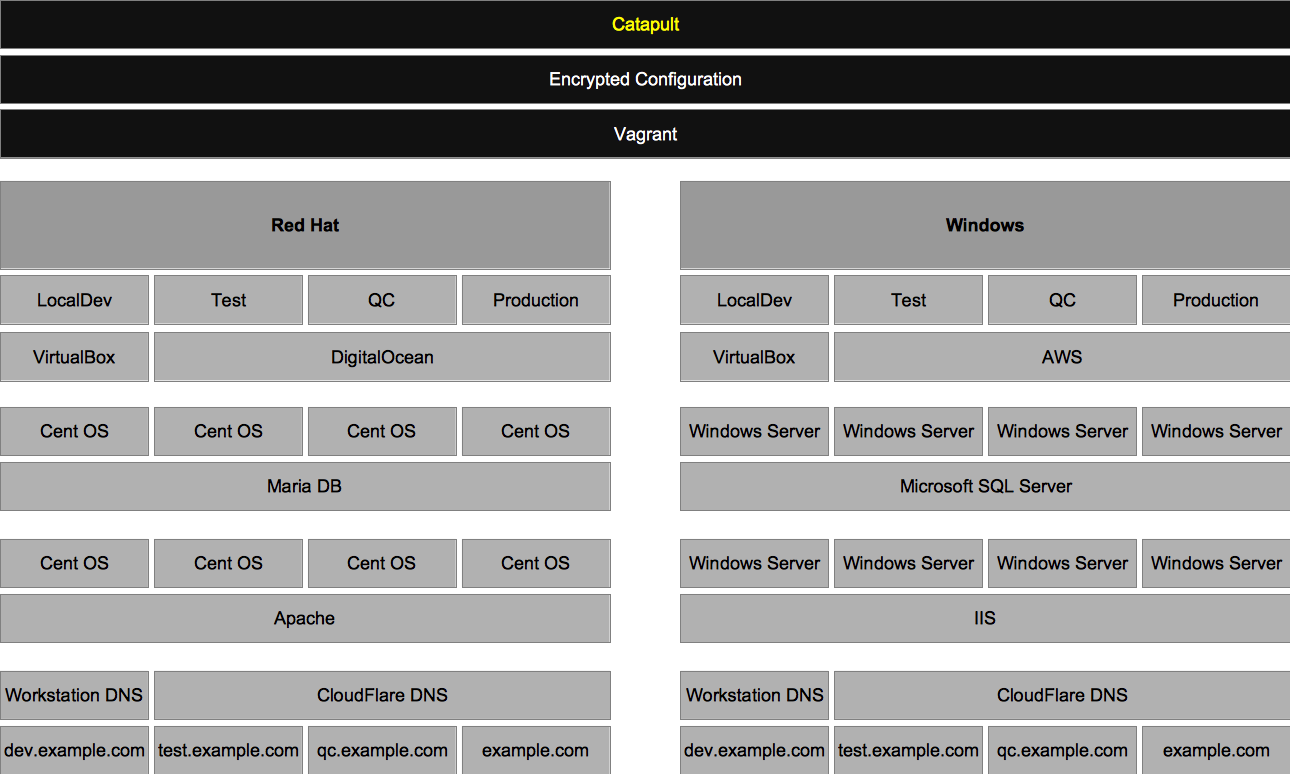 Catapult
Encrypted Configuration
Vagrant
Red Hat
LocalDev
Test
QC
Production
VirtualBox
DigitalOcean
Cent OS
Cent OS
Cent OS
Cent OS
Maria DB
Cent OS
Cent OS
Cent OS
Cent OS
Apache
Workstation DNS
CloudFlare DNS
dev.example.com
test.example.com
qc.example.com
example.com
Windows
LocalDev
Test
QC
Production
VirtualBox
AWS
Windows Server
Windows Server
Windows Server
Windows Server
Microsoft SQL Server
Windows Server
Windows Server
Windows Server
Windows Server
IIS
Workstation DNS
CloudFlare DNS
dev.example.com
test.example.com
qc.example.com
example.com